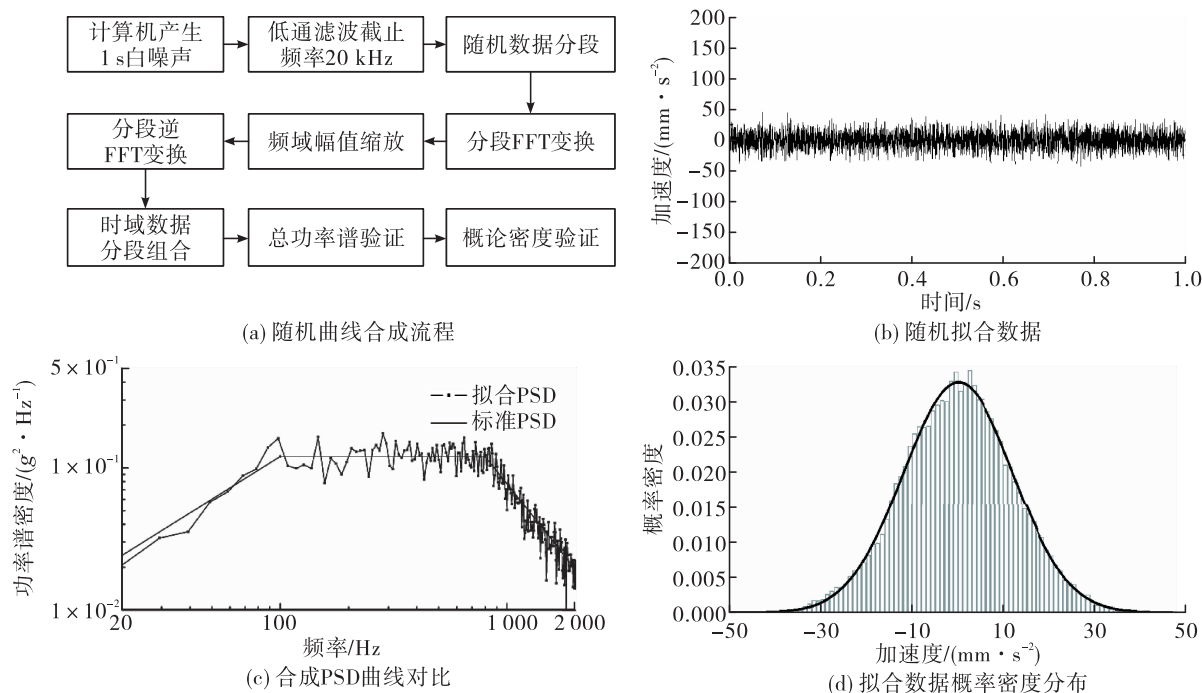 计算机产生
1 s白噪声
低通滤波截止
频率20 kHz
随机数据分段
分段逆
FFT变换
频域幅值缩放
分段FFT变换
时域数据
分段组合
总功率谱验证
概论密度验证
(a) 随机曲线合成流程
加速度/(mm·s⁻²)
200
150
100
50
0
−50
−100
−150
−200
0.0 0.2 0.4 0.6 0.8 1.0
时间/s
(b) 随机拟合数据
功率谱密度/(g²·Hz⁻¹)
5×10⁻¹
1×10⁻¹
1×10⁻²
拟合PSD
标准PSD
20 100 1 000 2 000
频率/Hz
(c) 合成PSD曲线对比
概率密度
0.035
0.030
0.025
0.020
0.015
0.010
0.005
0.000
−50 −30 −10 10 30 50
加速度/(mm·s⁻²)
(d) 拟合数据概率密度分布